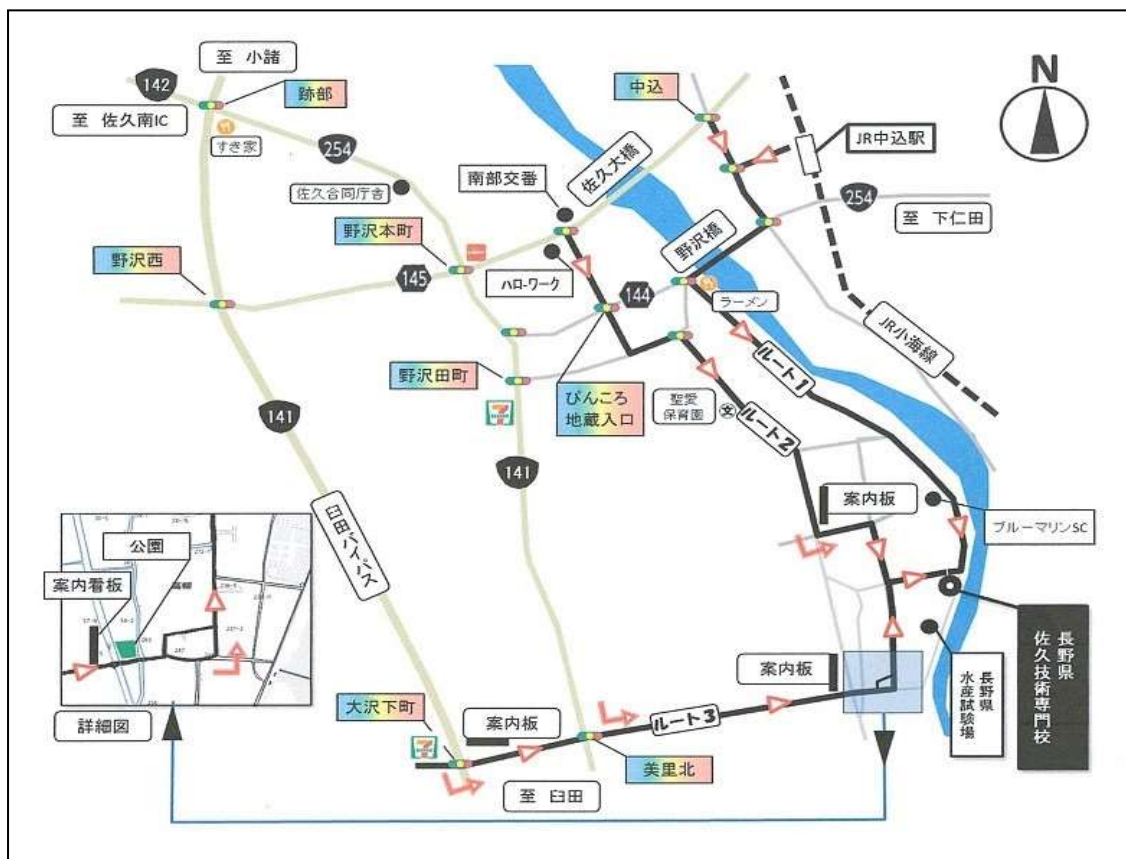 至 小諸
142
跡部
至 佐久南IC
すき家
254
佐久合同庁舎
南部交番
佐久大橋
中込
N
JR中込駅
254
至 下仁田
野沢本町
野沢橋
野沢西
145
ハローワーク
144
ラーメン
JR小海線
野沢田町
ぴんころ
地蔵入口
聖愛
保育園
ルート1
ルート2
141
141
臼田バイパス
案内板
ブルーマリンSC
公園
案内看板
詳細図
長野県
佐久技術専門校
長野県
水産試験場
案内板
大沢下町
案内板
ルート3
美里北
至 臼田